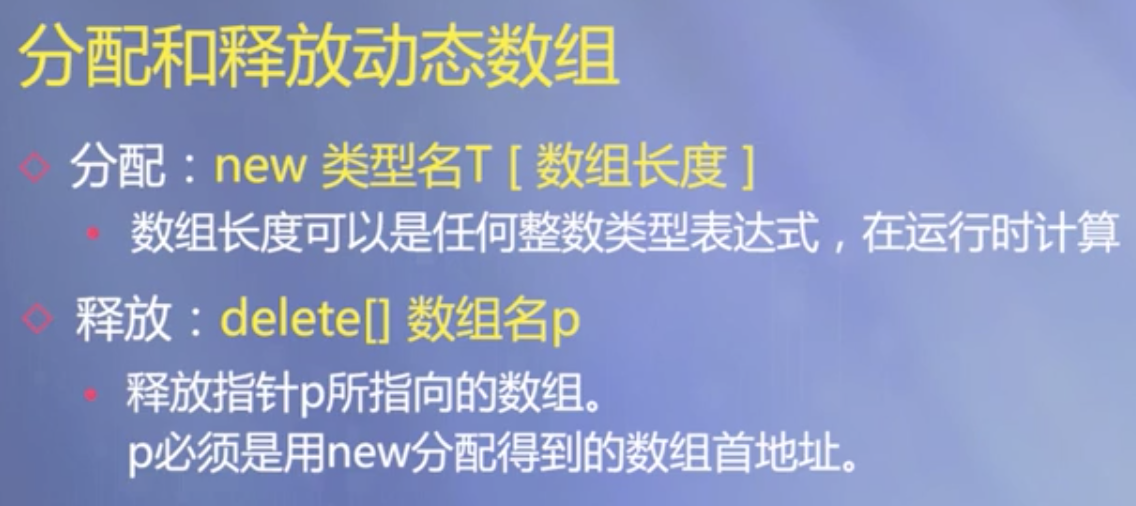 分配和释放动态数组
分配：new 类型名T [ 数组长度 ]
数组长度可以是任何整数类型表达式，在运行时计算
释放：delete[] 数组名p
释放指针p所指向的数组。
p必须是用new分配得到的数组首地址。